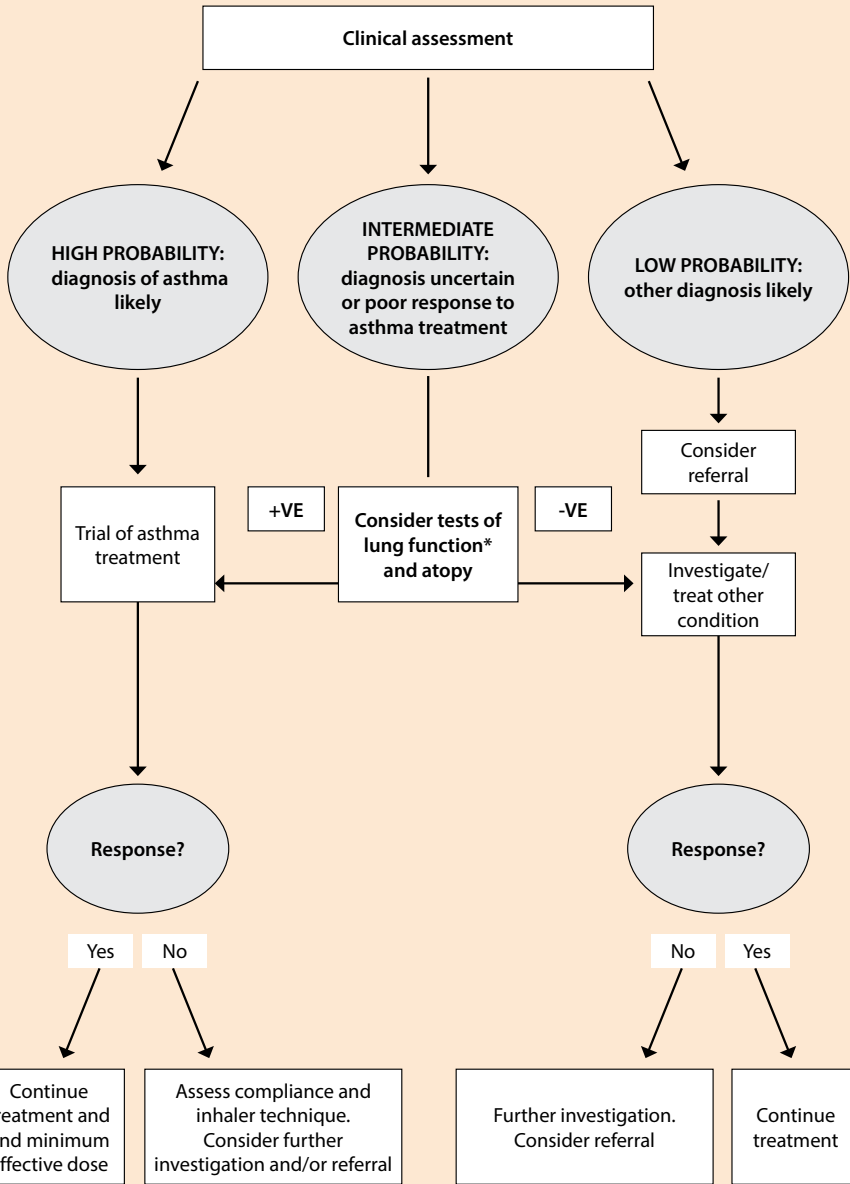 Clinical assessment
HIGH PROBABILITY:
diagnosis of asthma
likely
INTERMEDIATE
PROBABILITY:
diagnosis uncertain
or poor response to
asthma treatment
LOW PROBABILITY:
other diagnosis likely
Consider
referral
+VE
-VE
Trial of asthma
treatment
Consider tests of
lung function*
and atopy
Investigate/
treat other
condition
Response?
Response?
Yes
No
No
Yes
Continue
reatment and
nd minimum
ffective dose
Assess compliance and
inhaler technique.
Consider further
investigation and/or referral
Further investigation.
Consider referral
Continue
treatment